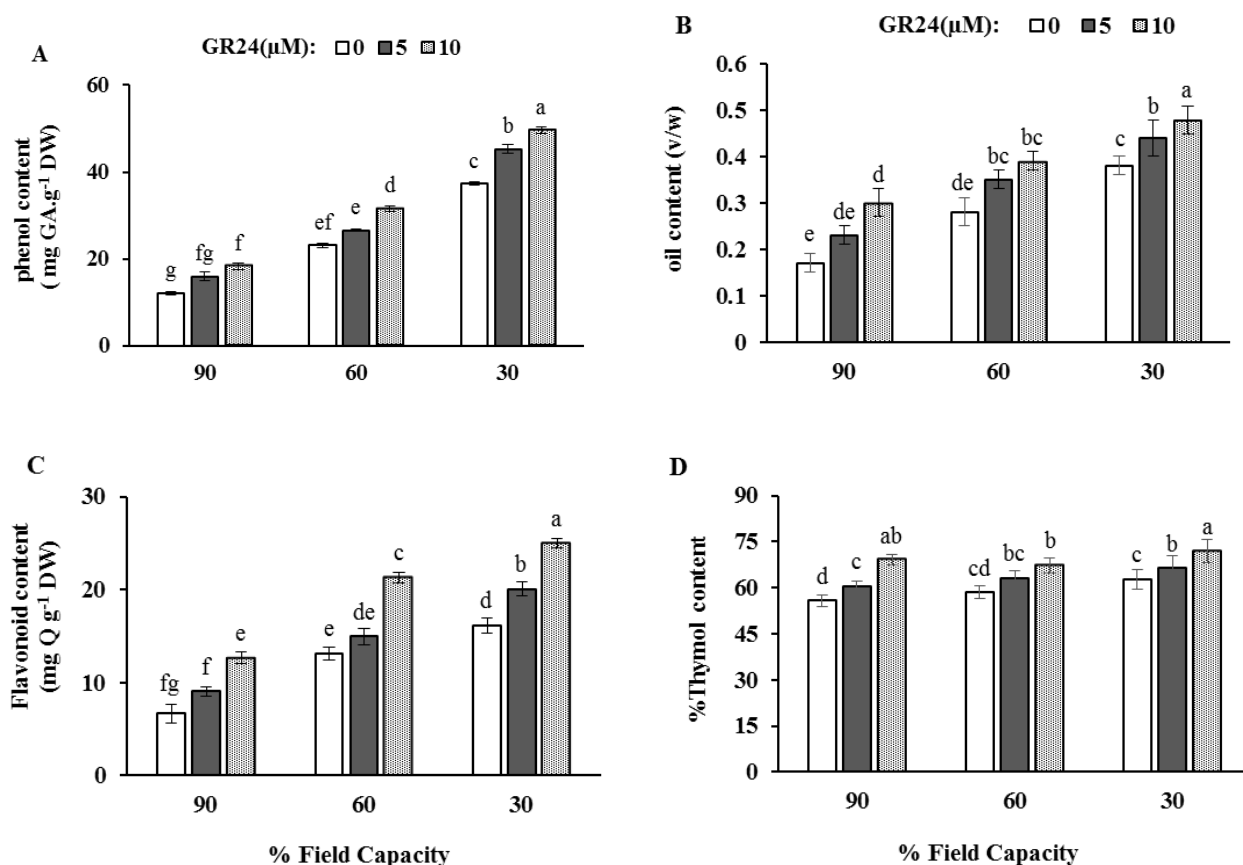 A
GR24(μM): 0 5 10
phenol content
( mg GA.g-1 DW)
60
40
20
0
g fg f ef e d c b a
90 60 30
B
GR24(μM): 0 5 10
oil content (v/w)
0.6
0.5
0.4
0.3
0.2
0.1
0
e de d de bc bc c b a
90 60 30
C
Flavonoid content
(mg Q g-1 DW)
30
20
10
0
fg f e e de c d b a
90 60 30
% Field Capacity
D
%Thymol content
90
75
60
45
30
15
0
d c ab cd bc b c b a
90 60 30
% Field Capacity